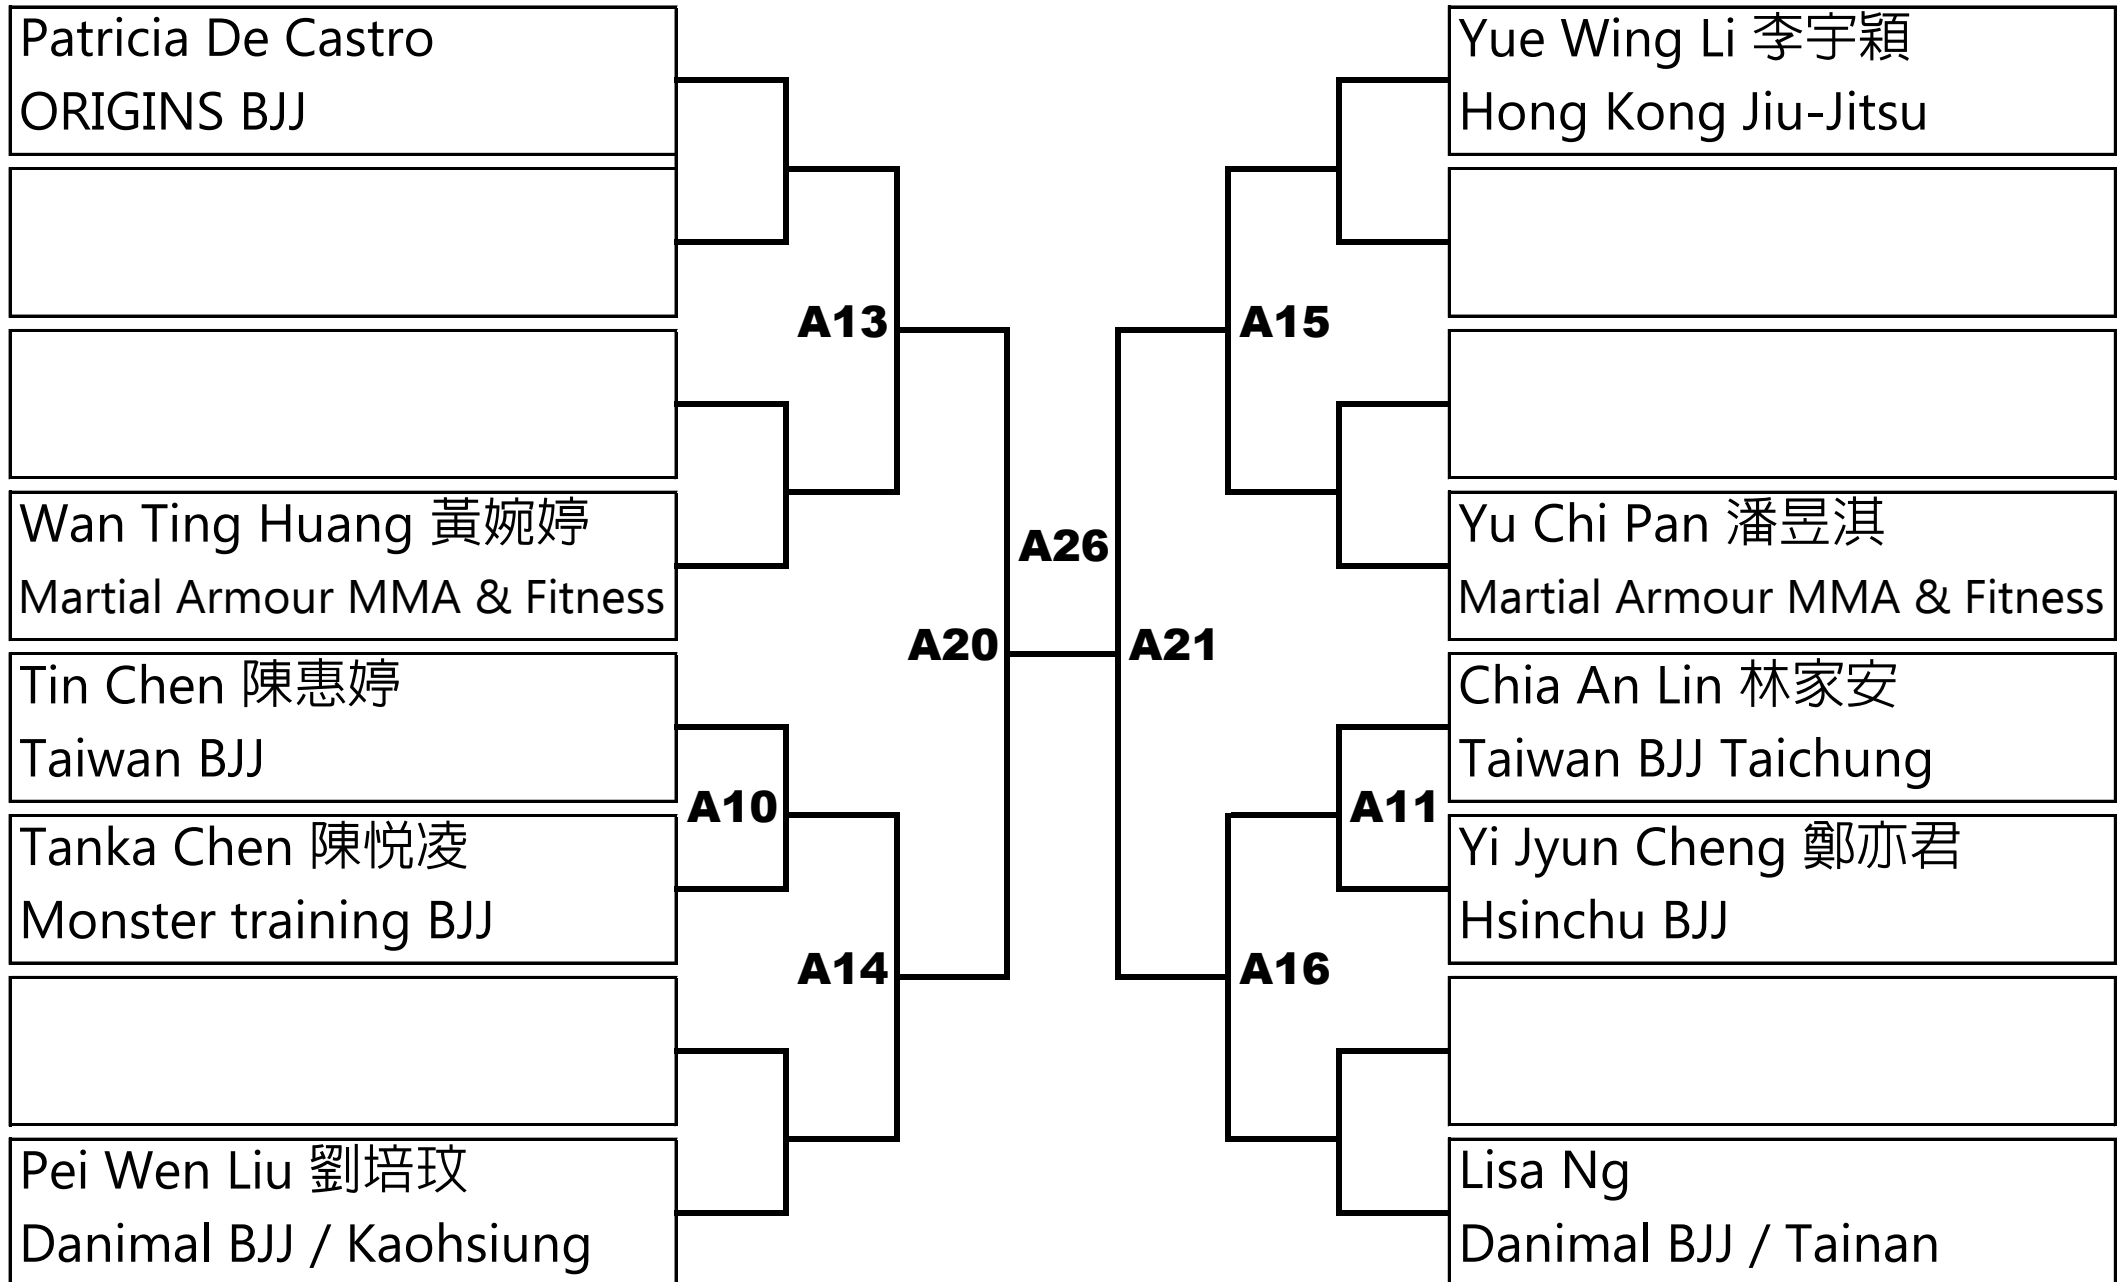 Patricia De Castro
ORIGINS BJJ
Wan Ting Huang 黃婉婷
Martial Armour MMA & Fitness
Tin Chen 陳惠婷
Taiwan BJJ
Tanka Chen 陳悦凌
Monster training BJJ
Pei Wen Liu 劉培玟
Danimal BJJ / Kaohsiung
A13
A10
A14
A20
A26
A21
A15
A11
A16
Yue Wing Li 李宇穎
Hong Kong Jiu-Jitsu
Yu Chi Pan 潘昱淇
Martial Armour MMA & Fitness
Chia An Lin 林家安
Taiwan BJJ Taichung
Yi Jyun Cheng 鄭亦君
Hsinchu BJJ
Lisa Ng
Danimal BJJ / Tainan